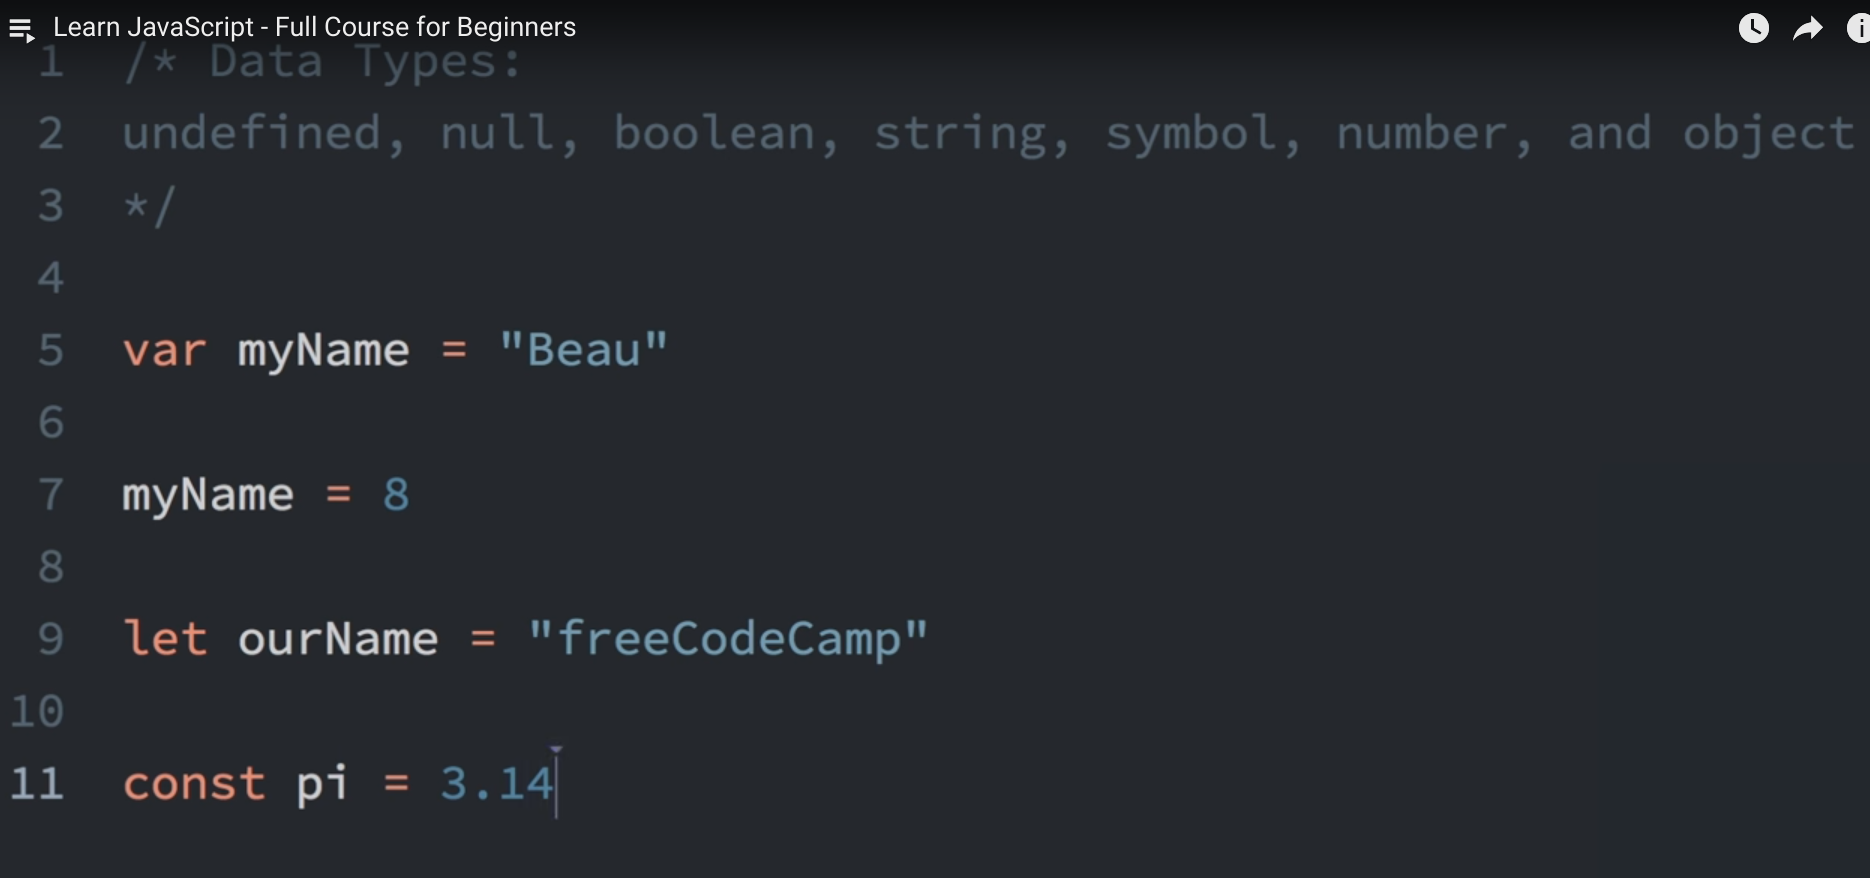 Learn JavaScript - Full Course for Beginners
1 /* Data Types:
2 undefined, null, boolean, string, symbol, number, and object
3 */
4
5 var myName = "Beau"
6
7 myName = 8
8
9 let ourName = "freeCodeCamp"
10
11 const pi = 3.14